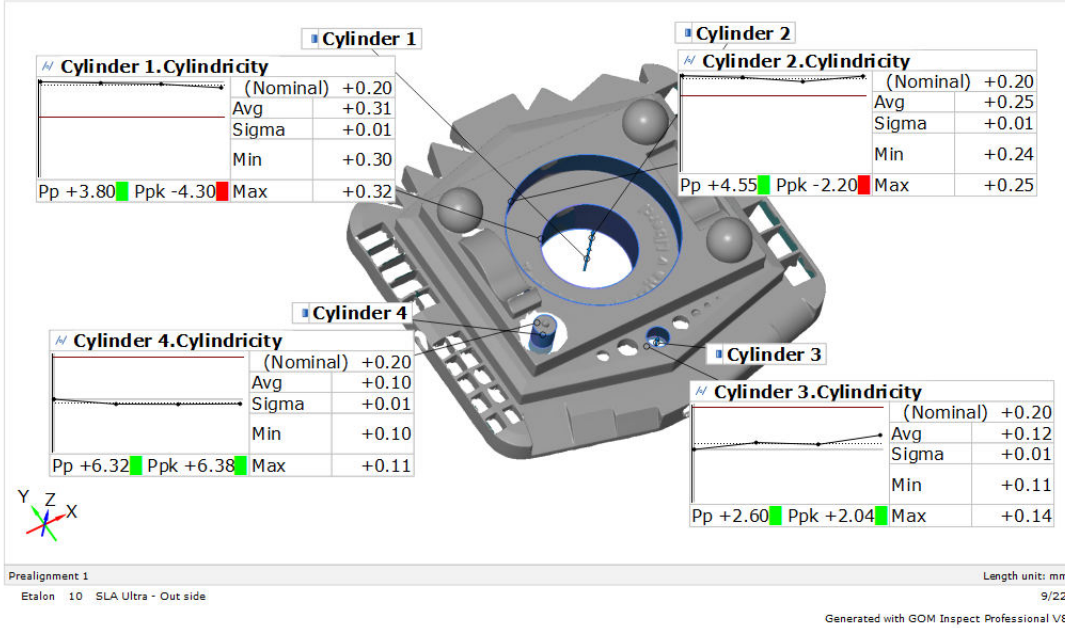 Cylinder 1
Cylinder 1.Cylindricity
(Nominal) +0.20
Avg +0.31
Sigma +0.01
Min +0.30
Pp +3.80 Ppk -4.30 Max +0.32
Cylinder 2
Cylinder 2.Cylindricity
(Nominal) +0.20
Avg +0.25
Sigma +0.01
Min +0.24
Pp +4.55 Ppk -2.20 Max +0.25
Cylinder 4
Cylinder 4.Cylindricity
(Nominal) +0.20
Avg +0.10
Sigma +0.01
Min +0.10
Pp +6.32 Ppk +6.38 Max +0.11
Cylinder 3
Cylinder 3.Cylindricity
(Nominal) +0.20
Avg +0.12
Sigma +0.01
Min +0.11
Pp +2.60 Ppk +2.04 Max +0.14
Y Z X
Prealignment 1 Length unit: mm
Etalon 10 SLA Ultra - Out side 9/22
Generated with GOM Inspect Professional V8